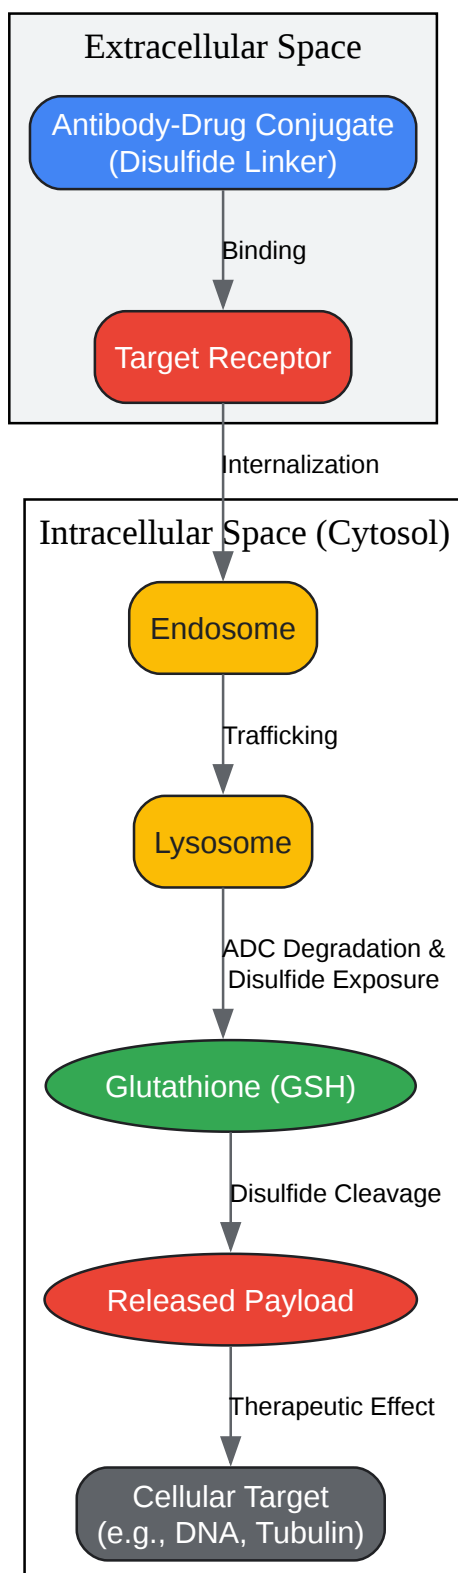 Extracellular Space
Antibody-Drug Conjugate
(Disulfide Linker)
Binding
Target Receptor
Internalization
Intracellular Space (Cytosol)
Endosome
Trafficking
Lysosome
ADC Degradation &
Disulfide Exposure
Glutathione (GSH)
Disulfide Cleavage
Released Payload
Therapeutic Effect
Cellular Target
(e.g., DNA, Tubulin)